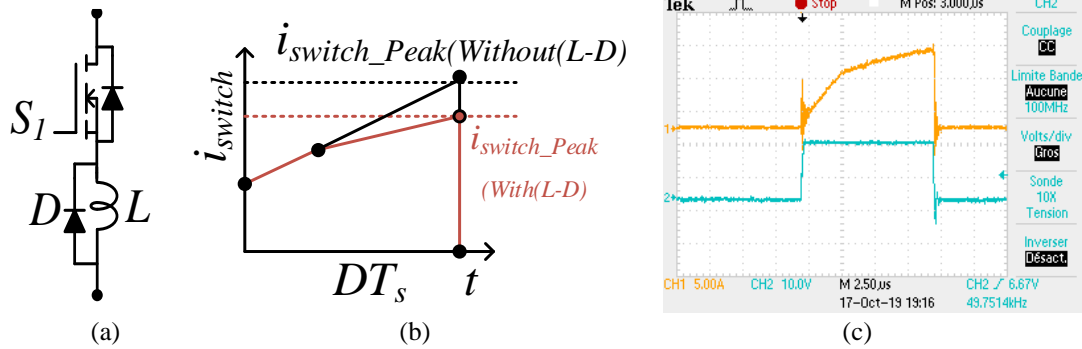 S1
D
L
(a)
iswitch_Peak(Without(L-D)
iswitch
iswitch_Peak
(With(L-D)
DTs
t
(b)
Tek
Stop
M Pos: 3.000µs
CH2
Couplage
CC
Limite Bande
Aucune
100MHz
Volts/div
Gros
Sonde
10X
Tension
Inverser
Désact.
1
2
CH1 5.00A
CH2 10.0V
M 2.50µs
CH2 ƒ 6.67V
17-Oct-19 19:16
49.7514kHz
(c)